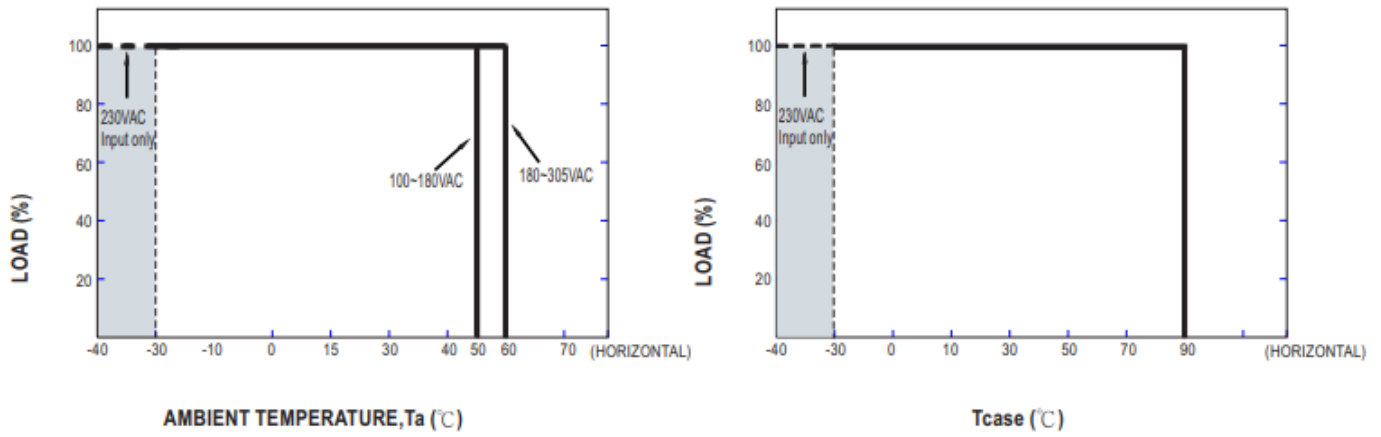 100
80
60
40
20
LOAD (%)
230VAC
Input only
100~180VAC
180~305VAC
-40 -30 -10 0 15 30 40 50 60 70 (HORIZONTAL)
AMBIENT TEMPERATURE,Ta (℃)
100
80
60
40
20
LOAD (%)
230VAC
Input only
-40 -30 0 10 30 50 70 90 (HORIZONTAL)
Tcase (℃)